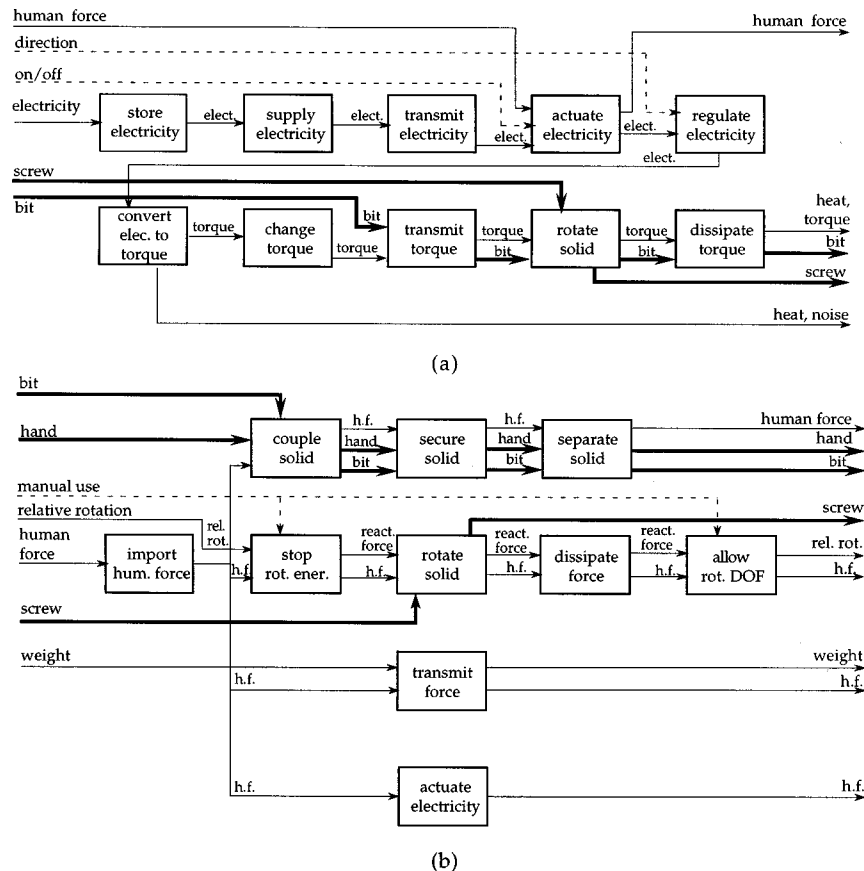 human force
human force
direction
on/off
electricity
store
electricity
elect.
supply
electricity
elect.
transmit
electricity
elect.
actuate
electricity
elect.
regulate
electricity
elect.
screw
bit
convert
elec. to
torque
torque
change
torque
torque
bit
transmit
torque
torque
bit
rotate
solid
torque
bit
dissipate
torque
heat,
torque
bit
screw
heat, noise
(a)
bit
hand
couple
solid
h.f.
hand
bit
secure
solid
h.f.
hand
bit
separate
solid
human force
hand
bit
manual use
relative rotation
human
force
import
hum. force
rel.
rot.
h.f.
stop
rot. ener.
react.
force
h.f.
rotate
solid
react.
force
h.f.
dissipate
force
react.
force
h.f.
allow
rot. DOF
screw
rel. rot.
h.f.
screw
weight
h.f.
transmit
force
weight
h.f.
h.f.
actuate
electricity
h.f.
(b)